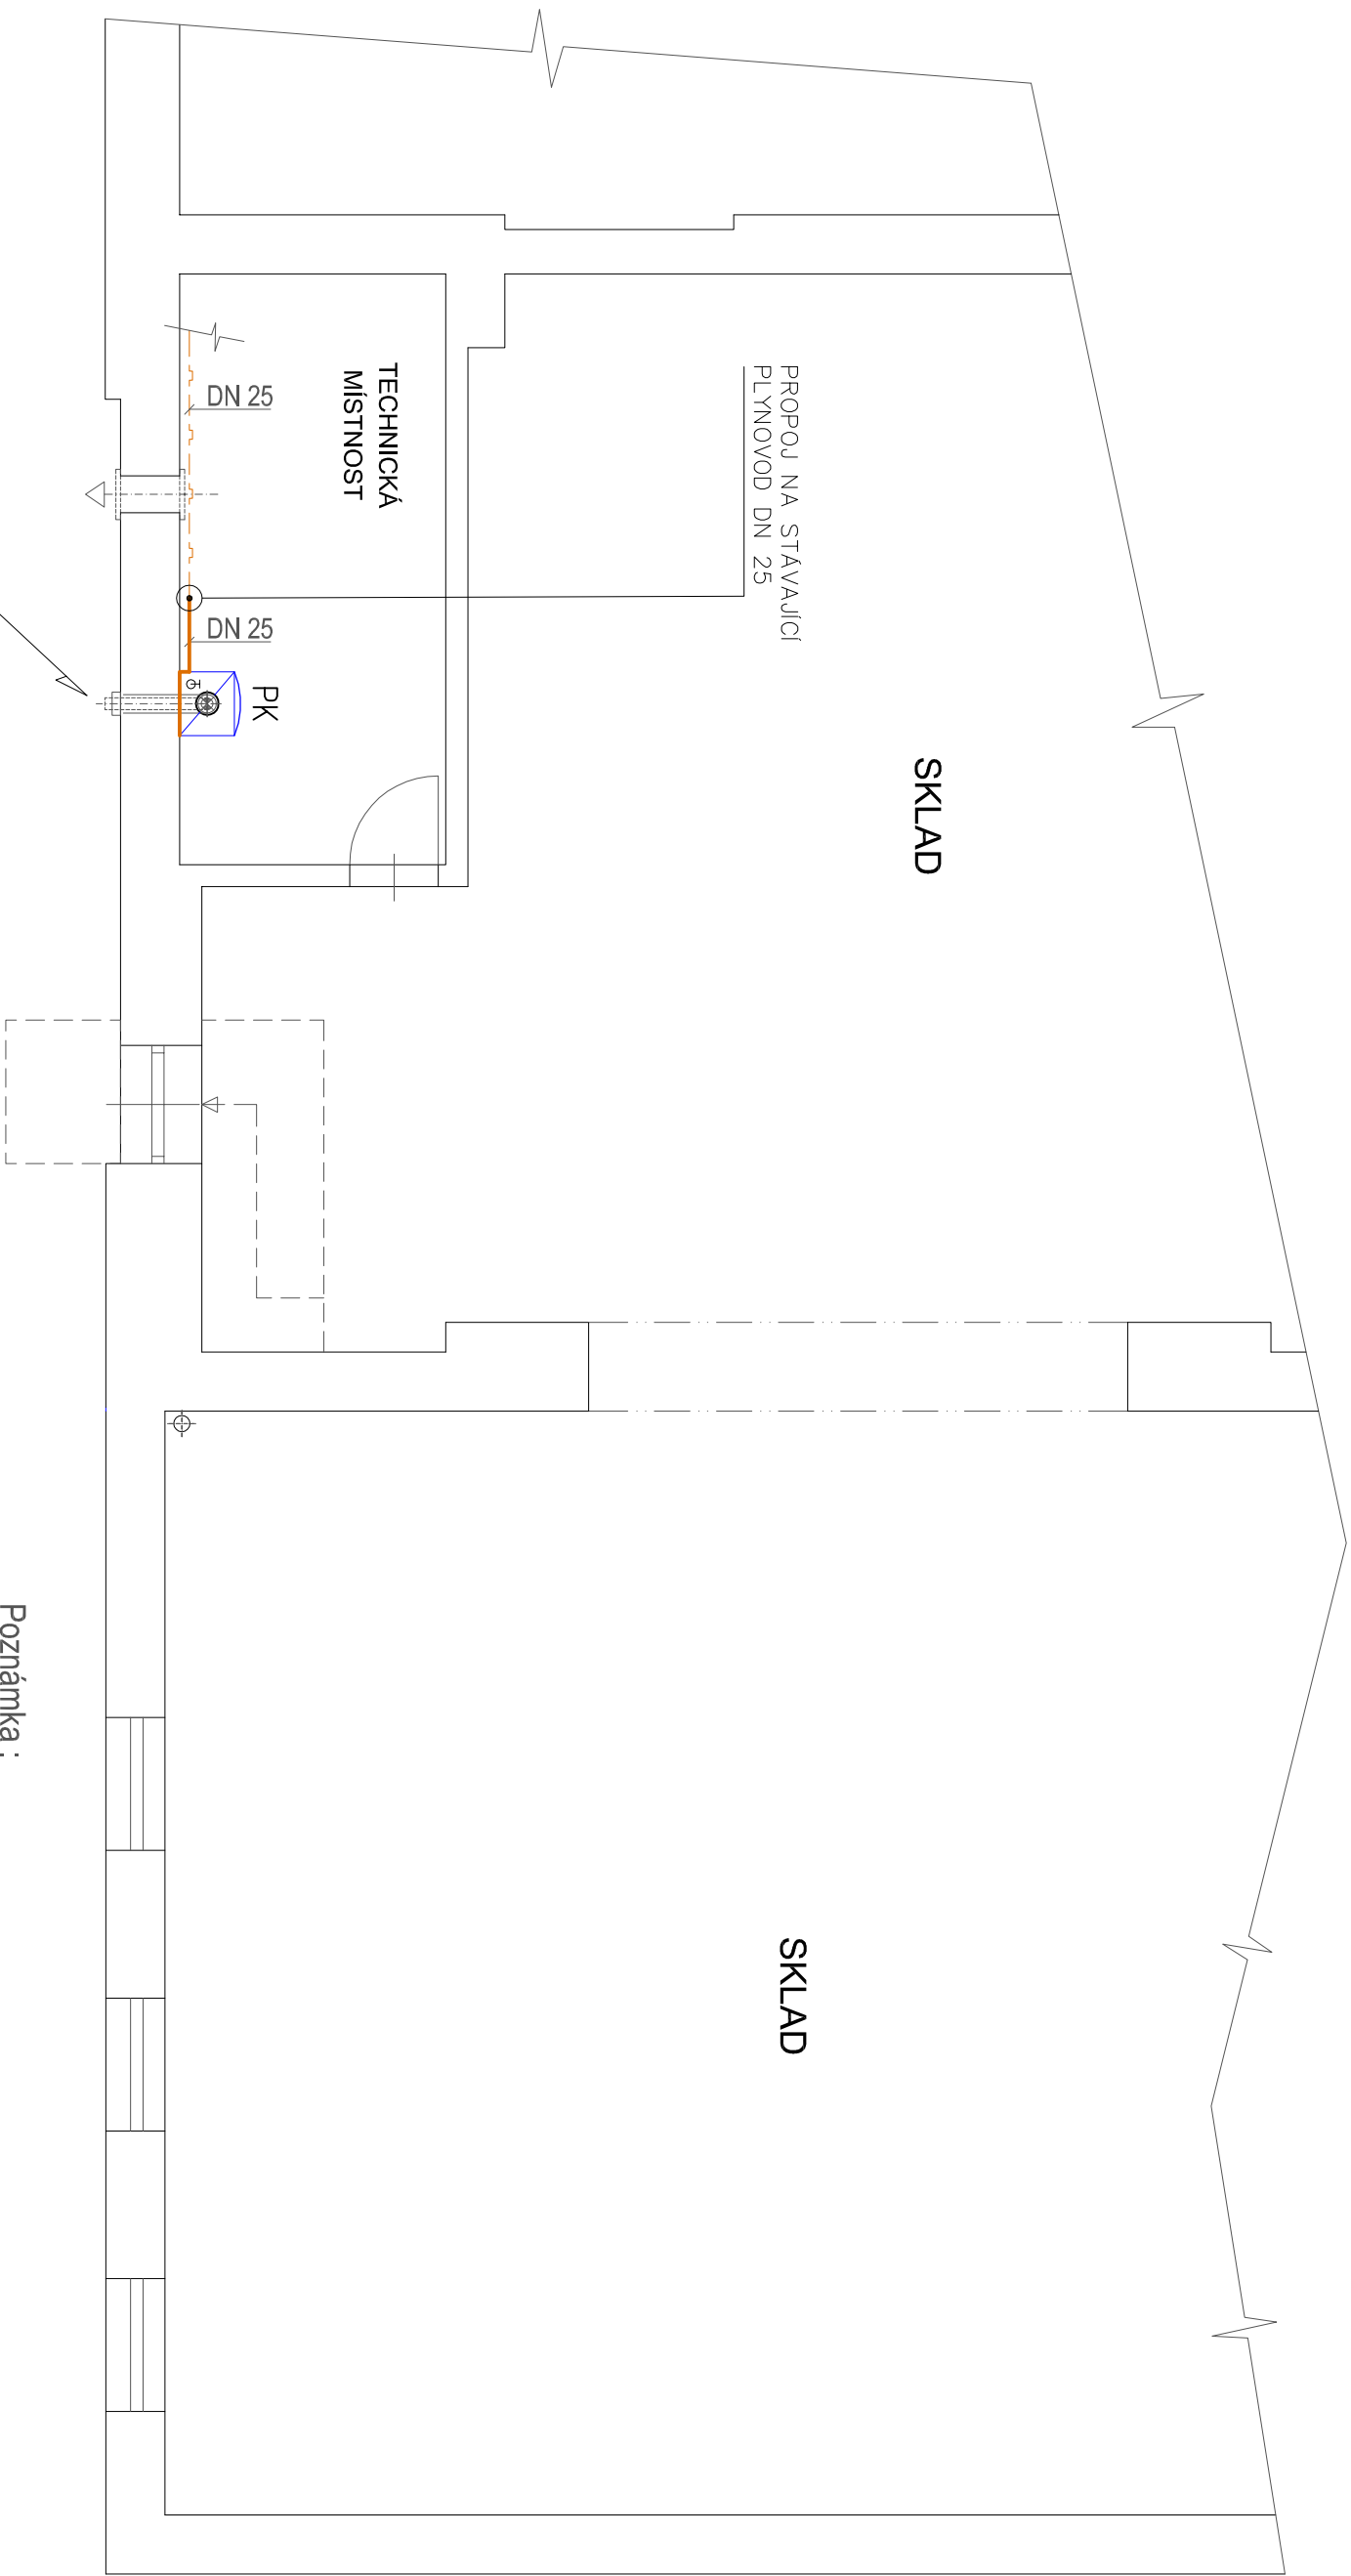 PROPOJ NA STÁVAJÍCÍ
PLYNOVOD DN 25
TECHNICKÁ
MÍSTNOST
DN 25
DN 25
PK
SKLAD
SKLAD
Poznámka :